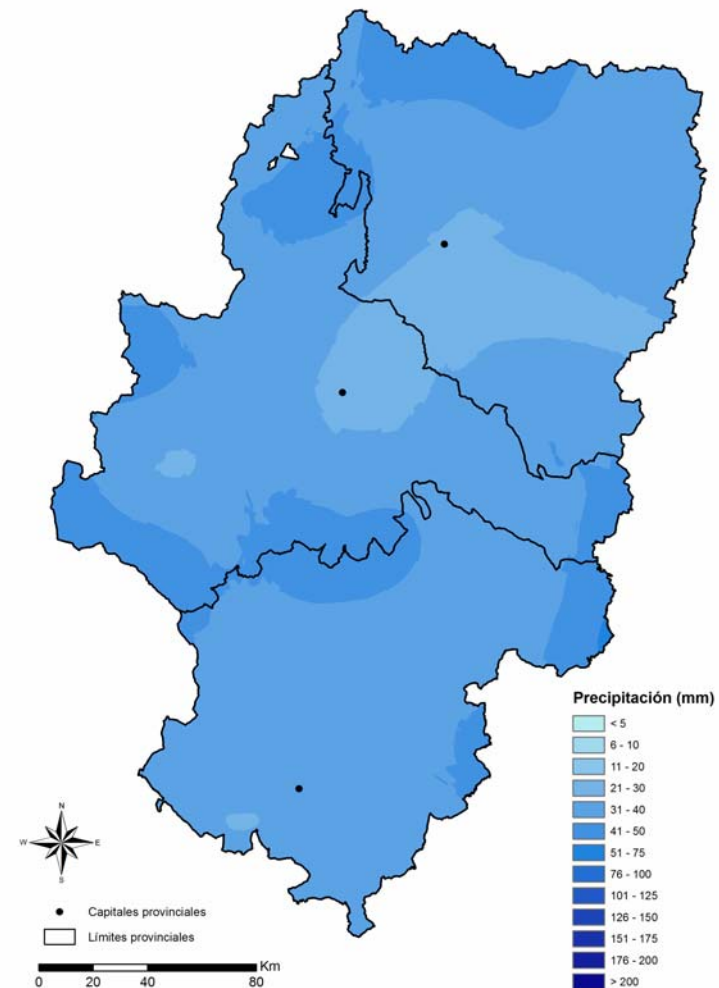 Precipitación (mm)
< 5
6 - 10
11 - 20
21 - 30
31 - 40
41 - 50
51 - 75
76 - 100
101 - 125
126 - 150
151 - 175
176 - 200
> 200
N
W
E
S
Capitales provinciales
Límites provinciales
Km
0 20 40 80